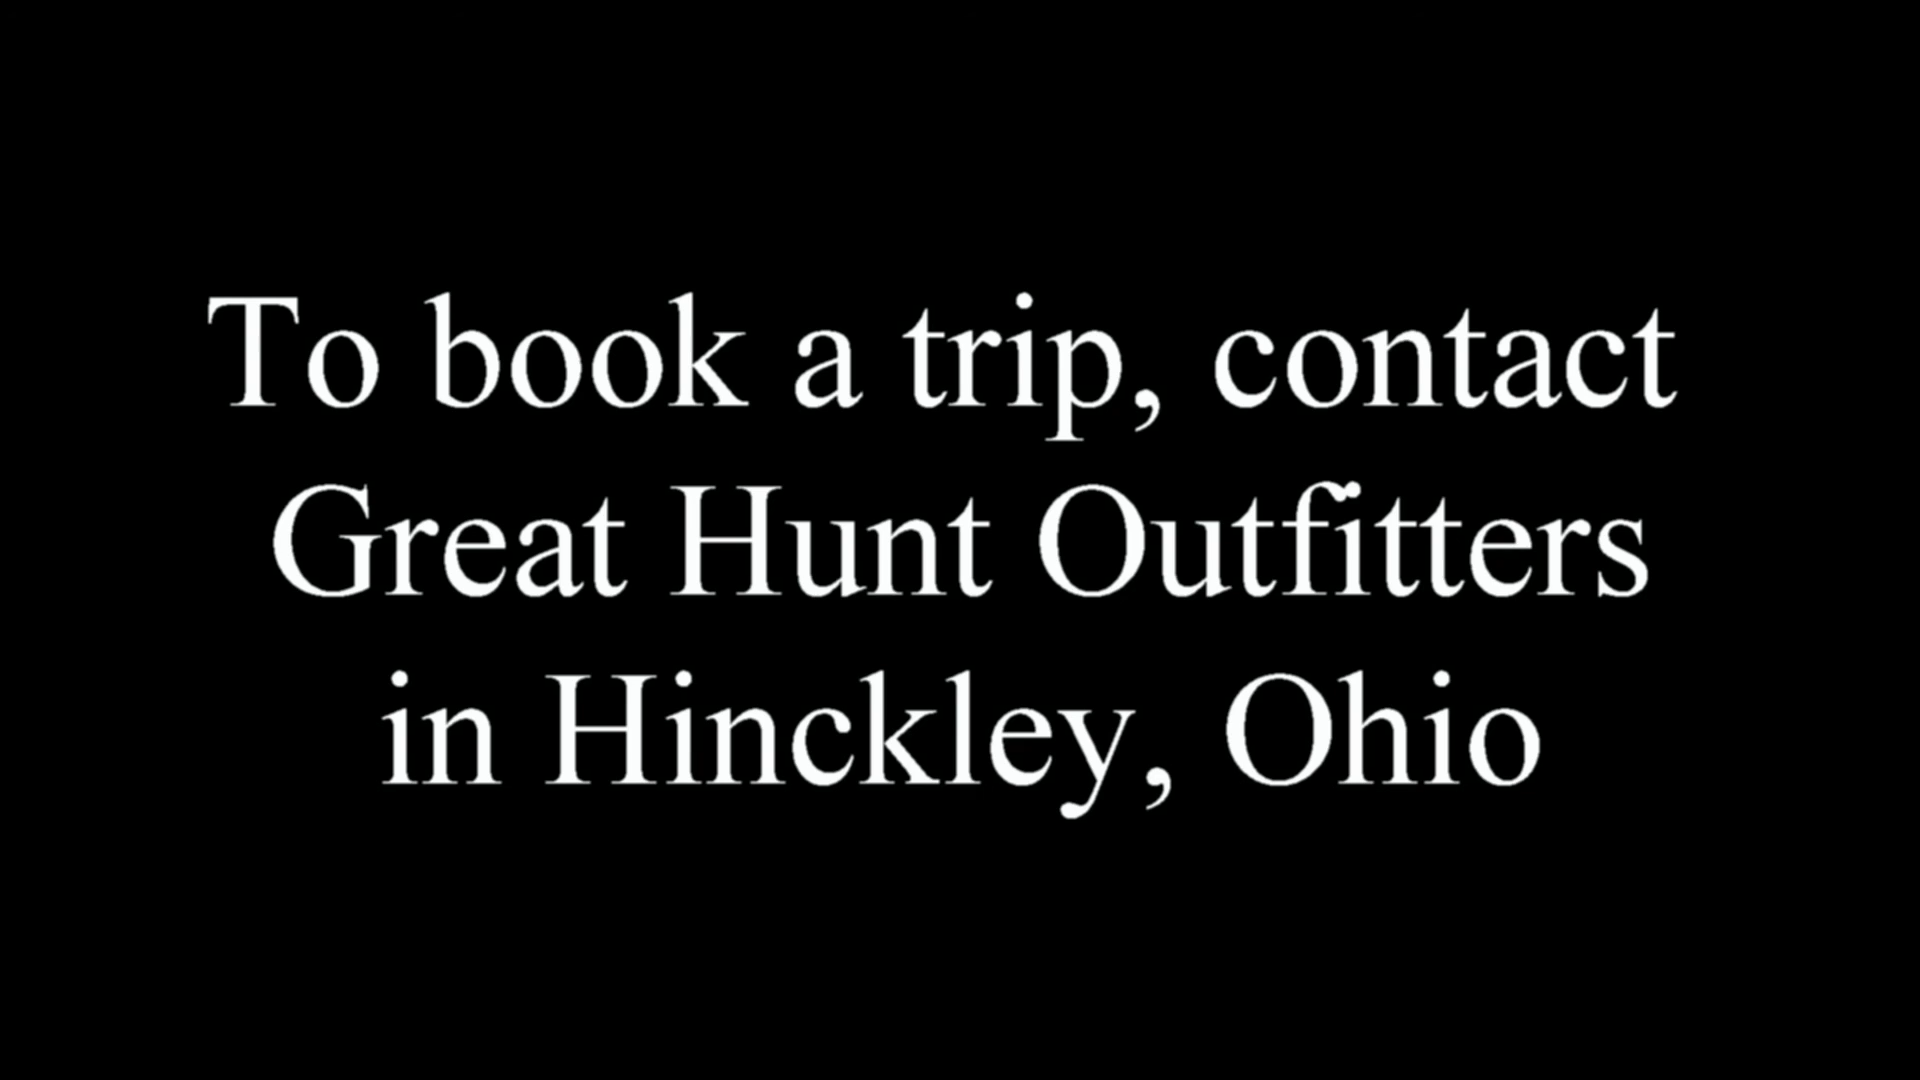 To book a trip, contact
Great Hunt Outfitters
in Hinckley, Ohio